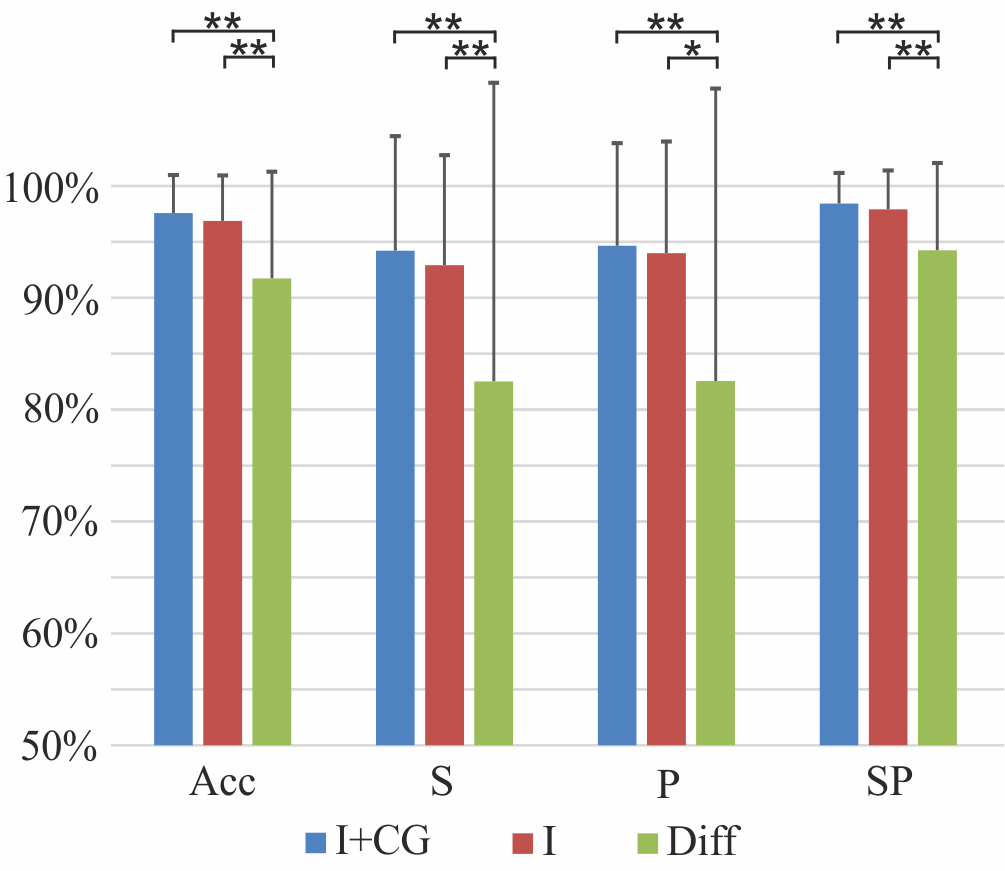 ** ** ** **
** ** * **
100%
90%
80%
70%
60%
50%
Acc S P SP
I+CG I Diff